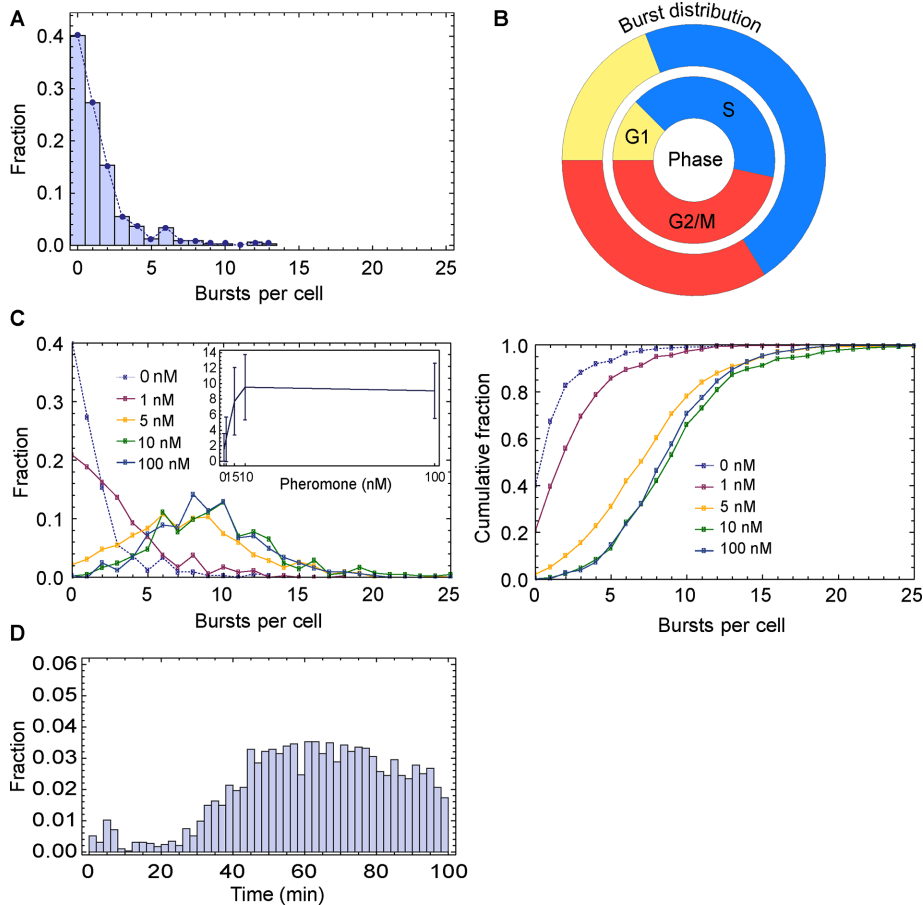 A
0.4
0.3
0.2
0.1
0.0
Fraction
0 5 10 15 20 25
Bursts per cell
B
Burst distribution
S
G1
Phase
G2/M
C
0.4
0.3
0.2
0.1
0.0
Fraction
0 nM
1 nM
5 nM
10 nM
100 nM
14
12
10
8
6
4
2
0
01510 100
Pheromone (nM)
0 5 10 15 20 25
Bursts per cell
1.0
0.8
0.6
0.4
0.2
0.0
Cumulative fraction
0 nM
1 nM
5 nM
10 nM
100 nM
0 5 10 15 20 25
Bursts per cell
D
0.06
0.05
0.04
0.03
0.02
0.01
0.00
Fraction
0 20 40 60 80 100
Time (min)